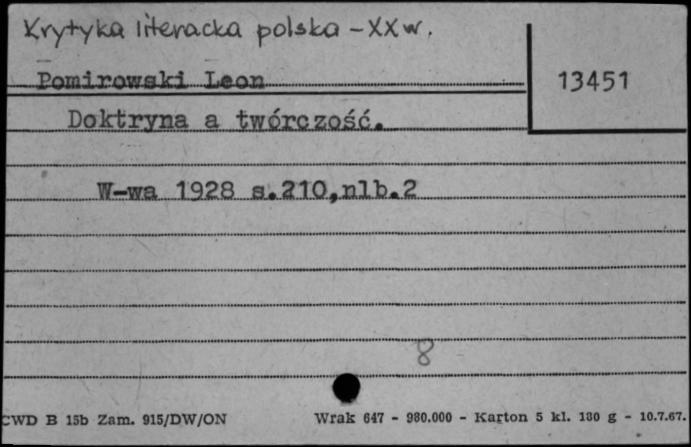 Krytyka literacka polska - XX w.
Pomirowski Leon
13451
Doktryna a twórczość.
W-wa 1928 s.210,nlb.2
8
CWD B 15b Zam. 915/DW/ON
Wrak 647 - 980.000 - Karton 5 kl. 180 g - 10.7.67.